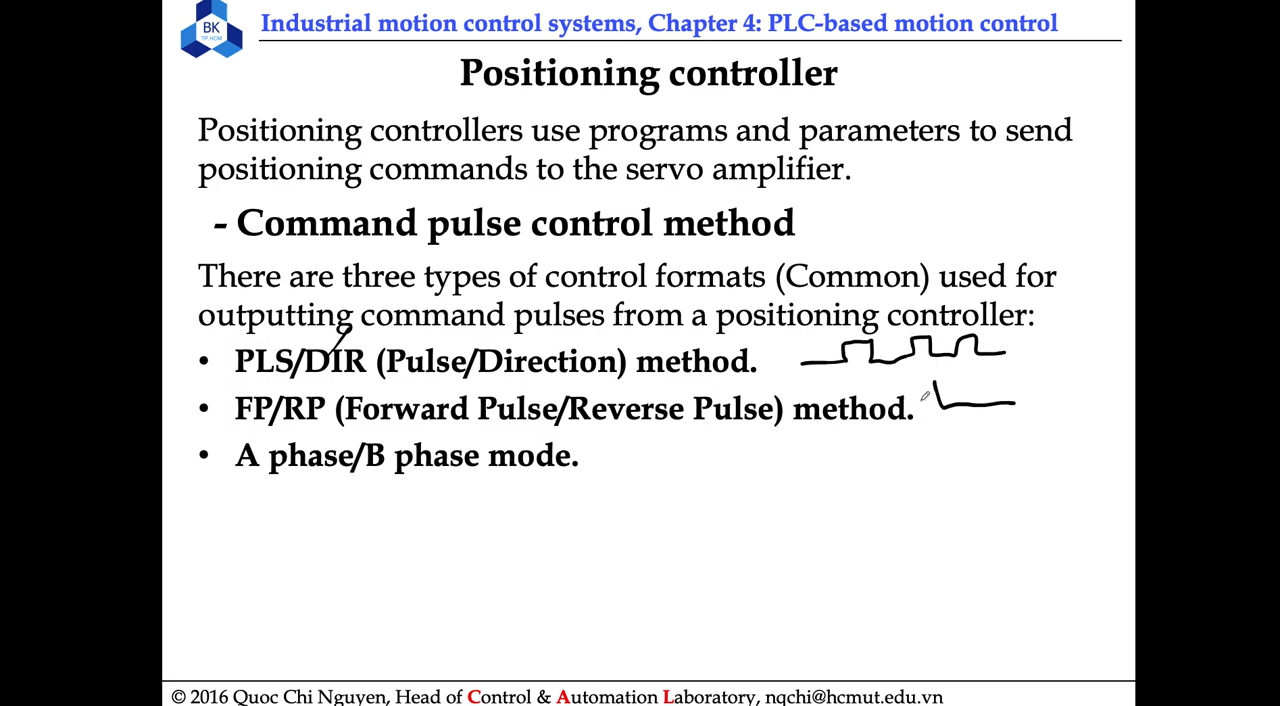 BK
TP.HCM
Industrial motion control systems, Chapter 4: PLC-based motion control
Positioning controller
Positioning controllers use programs and parameters to send
positioning commands to the servo amplifier.
- Command pulse control method
There are three types of control formats (Common) used for
outputting command pulses from a positioning controller:
• PLS/DIR (Pulse/Direction) method.
• FP/RP (Forward Pulse/Reverse Pulse) method.
• A phase/B phase mode.
© 2016 Quoc Chi Nguyen, Head of Control & Automation Laboratory, nqchi@hcmut.edu.vn